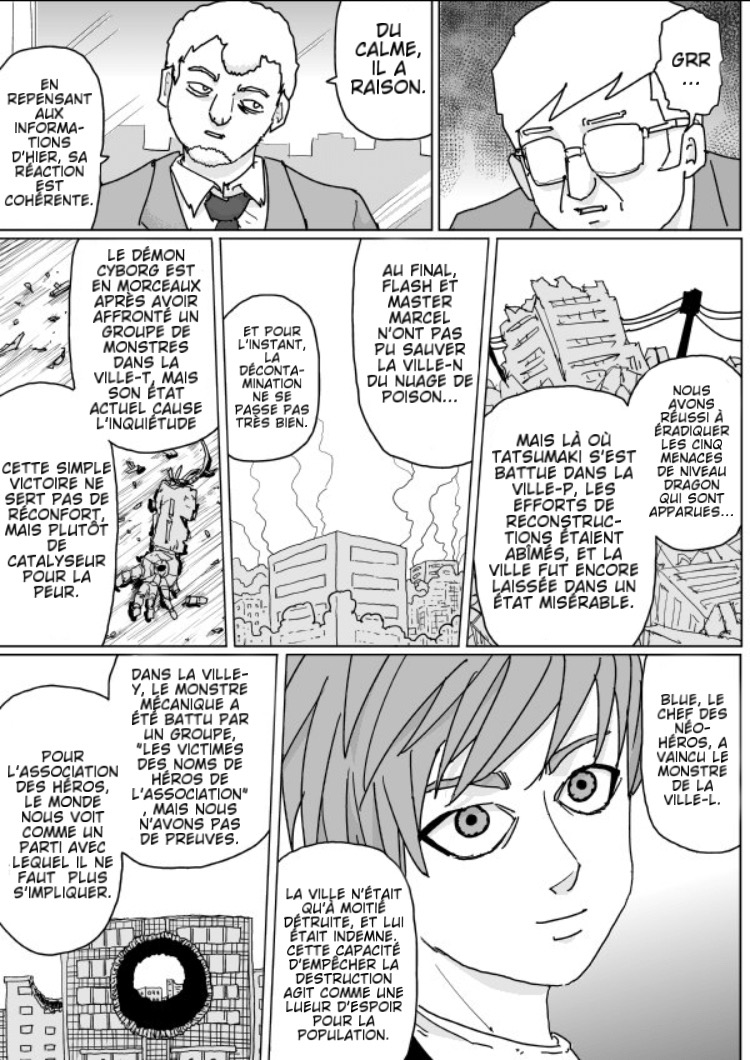 GRR
...
DU
CALME,
IL A
RAISON.
EN
REPENSANT
AUX
INFORMA-
TIONS
D'HIER, SA
RÉACTION
EST
COHÉRENTE.
NOUS
AVONS
RÉUSSI À
ÉRADIQUER
LES CINQ
MENACES
DE NIVEAU
DRAGON
QUI SONT
APPARUES...
MAIS LÀ OÙ
TATSUMAKI S'EST
BATTUE DANS LA
VILLE-P, LES
EFFORTS DE
RECONSTRUC-
TIONS ÉTAIENT
ABÎMÉS, ET LA
VILLE FUT ENCORE
LAISSÉE DANS UN
ÉTAT MISÉRABLE.
AU FINAL,
FLASH ET
MASTER
MARCEL
N'ONT PAS
PU SAUVER
LA VILLE-N
DU NUAGE DE
POISON...
ET POUR
L'INSTANT,
LA
DÉCONTA-
MINATION
NE SE
PASSE PAS
TRÈS BIEN.
LE DÉMON
CYBORG EST
EN MORCEAUX
APRÈS AVOIR
AFFRONTÉ UN
GROUPE DE
MONSTRES
DANS LA
VILLE-T, MAIS
SON ÉTAT
ACTUEL CAUSE
L'INQUIÉTUDE
CETTE SIMPLE
VICTOIRE NE
SERT PAS DE
RÉCONFORT,
MAIS PLUTÔT
DE
CATALYSEUR
POUR LA
PEUR.
BLUE, LE
CHEF DES
NÉO-
HÉROS, A
VAINCU LE
MONSTRE
DE LA
VILLE-L.
LA VILLE N'ÉTAIT
QU'À MOITIÉ
DÉTRUITE, ET LUI
ÉTAIT INDEMNE.
CETTE CAPACITÉ
D'EMPÊCHER LA
DESTRUCTION
AGIT COMME UNE
LUEUR D'ESPOIR
POUR LA
POPULATION.
DANS LA VILLE-
Y, LE MONSTRE
MÉCANIQUE A
ÉTÉ BATTU PAR
UN GROUPE,
"LES VICTIMES
DES NOMS DE
HÉROS DE
L'ASSOCIATION"
, MAIS NOUS
N'AVONS PAS
DE PREUVES.
POUR
L'ASSOCIATION
DES HÉROS,
LE MONDE
NOUS VOIT
COMME UN
PARTI AVEC
LEQUEL IL NE
FAUT PLUS
S'IMPLIQUER.